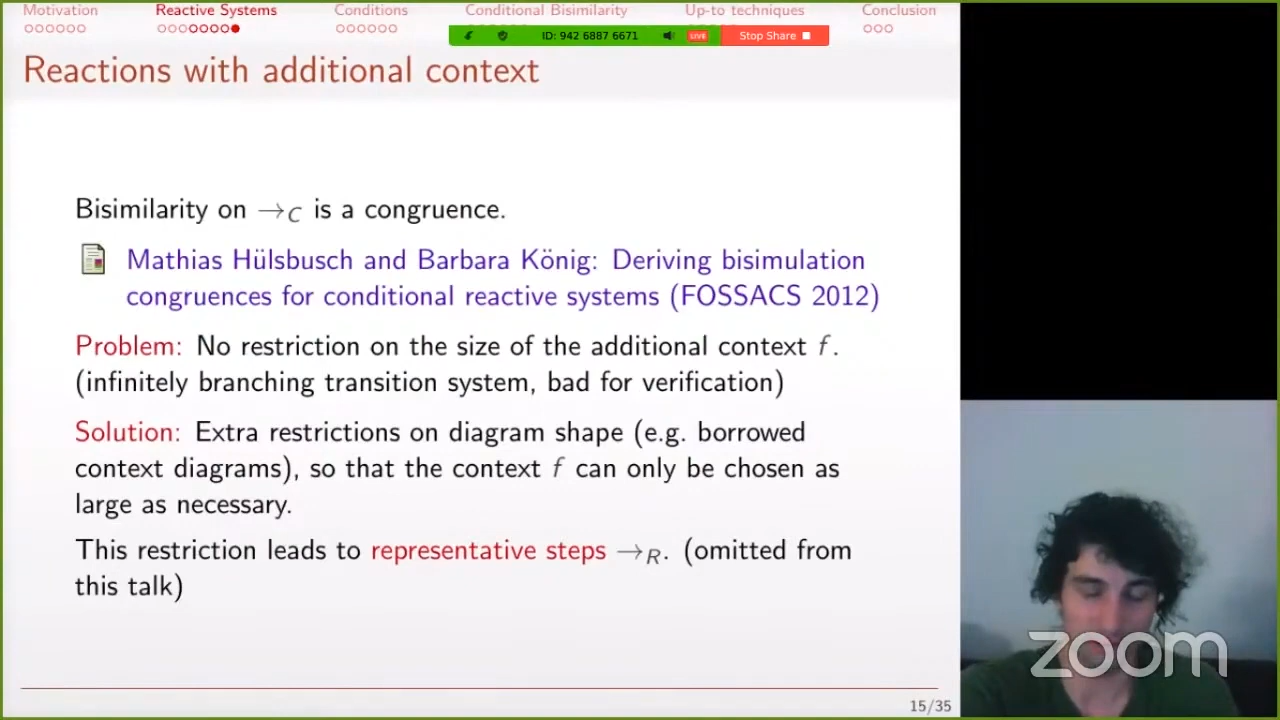 Motivation Reactive Systems Conditions Conditional Bisimilarity Up-to techniques Conclusion
ID: 942 6887 6671 LIVE Stop Share
Reactions with additional context
Bisimilarity on →C is a congruence.
Mathias Hülsbusch and Barbara König: Deriving bisimulation
congruences for conditional reactive systems (FOSSACS 2012)
Problem: No restriction on the size of the additional context f.
(infinitely branching transition system, bad for verification)
Solution: Extra restrictions on diagram shape (e.g. borrowed
context diagrams), so that the context f can only be chosen as
large as necessary.
This restriction leads to representative steps →R. (omitted from
this talk)
zoom
15/35